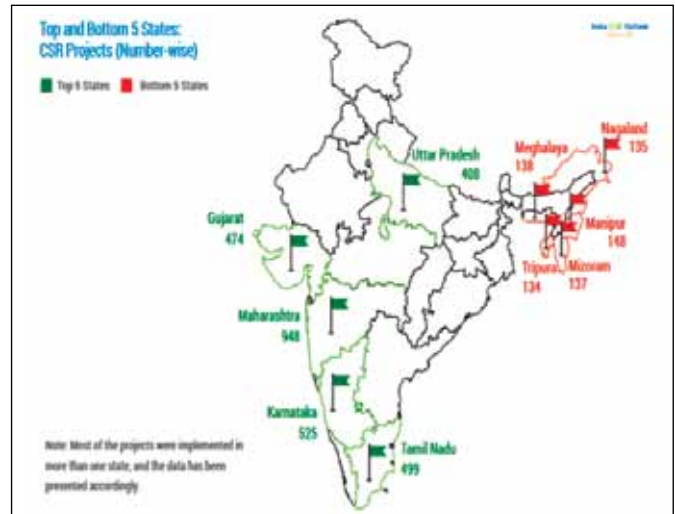 Top and Bottom 5 States:
CSR Projects (Number-wise)
Top 5 States
Bottom 5 States
Nagaland
135
Meghalaya
138
Uttar Pradesh
408
Gujarat
474
Manipur
148
Tripura
134
Mizoram
137
Maharashtra
948
Karnataka
525
Tamil Nadu
499
Note: Most of the projects were implemented in
more than one state, and the data has been
presented accordingly